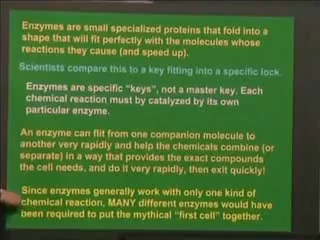 Enzymes are small specialized proteins that fold into a
shape that will fit perfectly with the molecules whose
reactions they cause (and speed up).
Scientists compare this to a key fitting into a specific lock.
Enzymes are specific "keys", not a master key. Each
chemical reaction must by catalyzed by its own
particular enzyme.
An enzyme can flit from one companion molecule to
another very rapidly and help the chemicals combine (or
separate) in a way that provides the exact compounds
the cell needs, and do it very rapidly, then exit quickly!
Since enzymes generally work with only one kind of
chemical reaction, MANY different enzymes would have
been required to put the mythical "first cell" together.